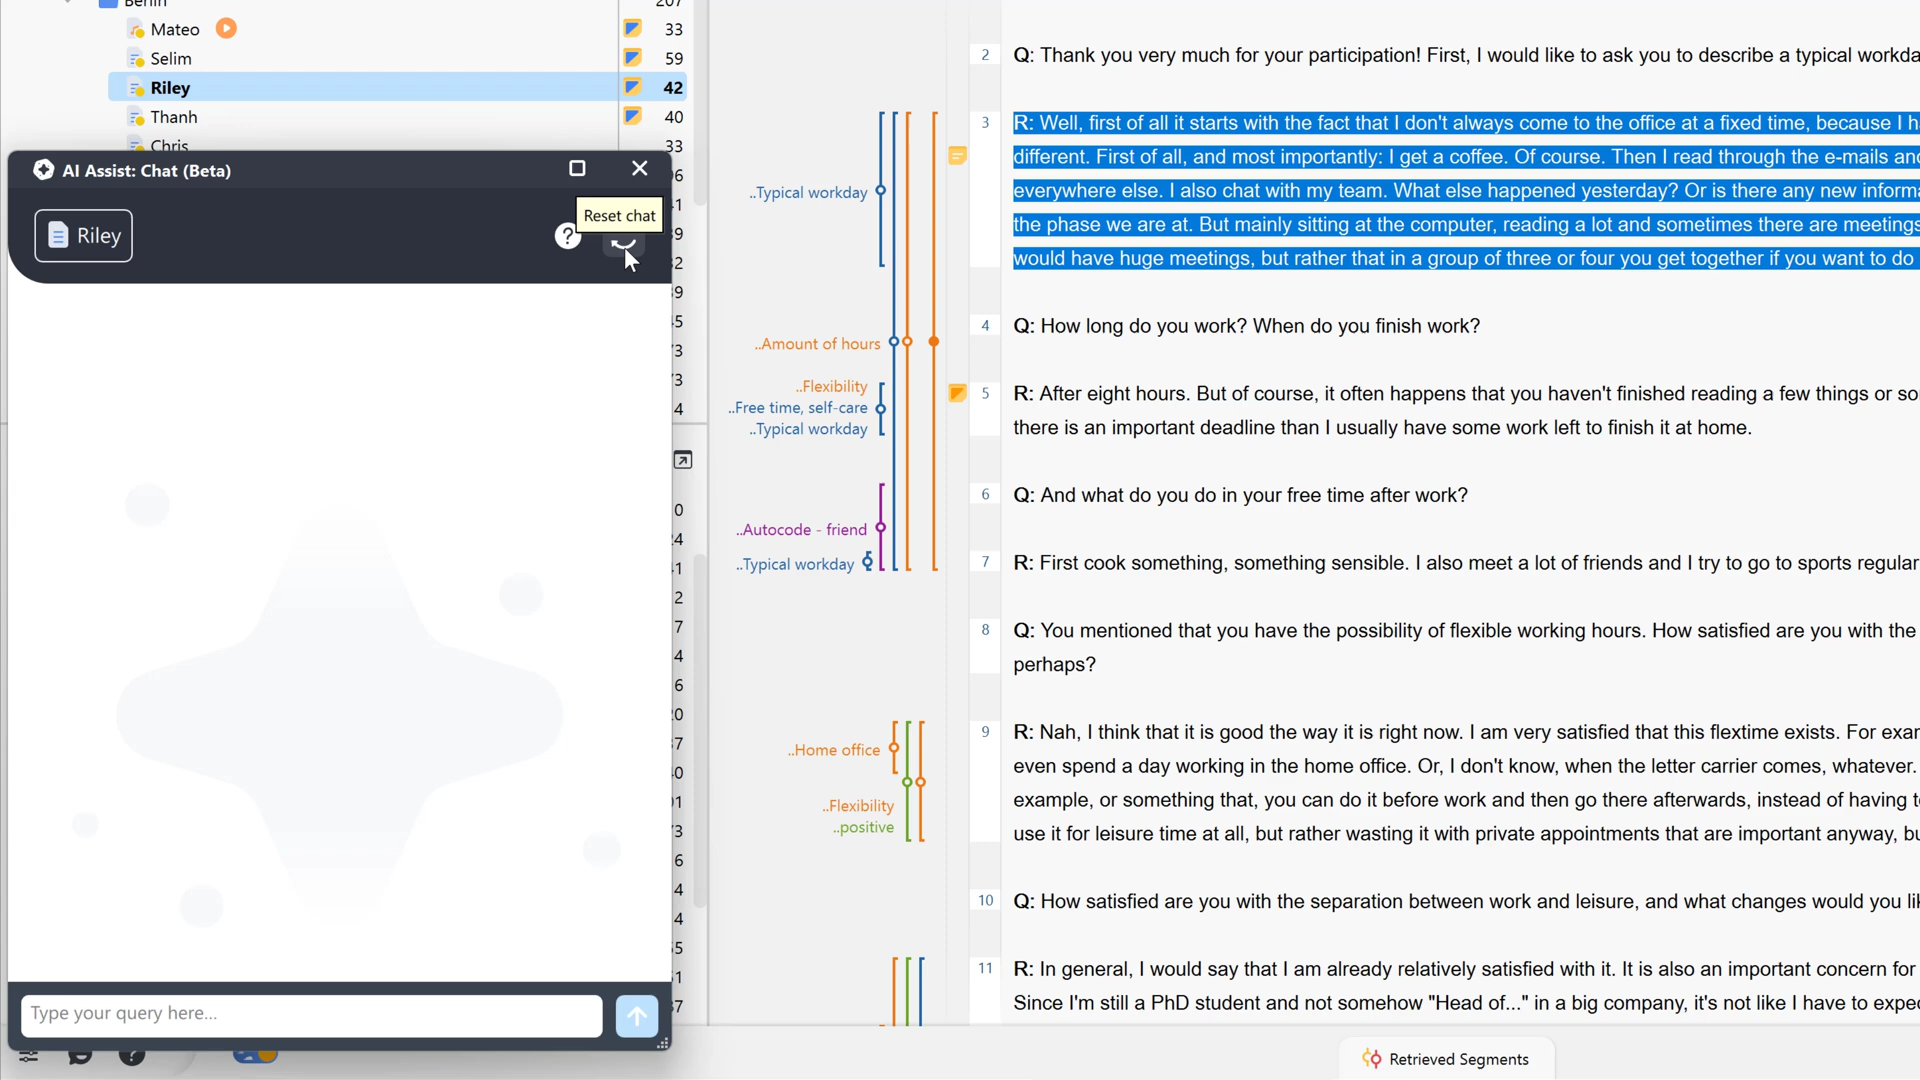 Berlin
207
Mateo
33
Selim
59
Riley
42
Thanh
40
Chris
33
AI Assist: Chat (Beta)
Reset chat
Riley
?
Type your query here...
..Typical workday
..Amount of hours
..Flexibility
..Free time, self-care
..Typical workday
..Autocode - friend
..Typical workday
..Home office
..Flexibility
..positive
2 Q: Thank you very much for your participation! First, I would like to ask you to describe a typical workda
3 R: Well, first of all it starts with the fact that I don't always come to the office at a fixed time, because I h
different. First of all, and most importantly: I get a coffee. Of course. Then I read through the e-mails and
everywhere else. I also chat with my team. What else happened yesterday? Or is there any new informa
the phase we are at. But mainly sitting at the computer, reading a lot and sometimes there are meetings
would have huge meetings, but rather that in a group of three or four you get together if you want to do
4 Q: How long do you work? When do you finish work?
5 R: After eight hours. But of course, it often happens that you haven't finished reading a few things or so
there is an important deadline than I usually have some work left to finish it at home.
6 Q: And what do you do in your free time after work?
7 R: First cook something, something sensible. I also meet a lot of friends and I try to go to sports regular
8 Q: You mentioned that you have the possibility of flexible working hours. How satisfied are you with the
perhaps?
9 R: Nah, I think that it is good the way it is right now. I am very satisfied that this flextime exists. For exa
even spend a day working in the home office. Or, I don't know, when the letter carrier comes, whatever.
example, or something that, you can do it before work and then go there afterwards, instead of having t
use it for leisure time at all, but rather wasting it with private appointments that are important anyway, bu
10 Q: How satisfied are you with the separation between work and leisure, and what changes would you li
11 R: In general, I would say that I am already relatively satisfied with it. It is also an important concern for
Since I'm still a PhD student and not somehow "Head of..." in a big company, it's not like I have to expec
Retrieved Segments